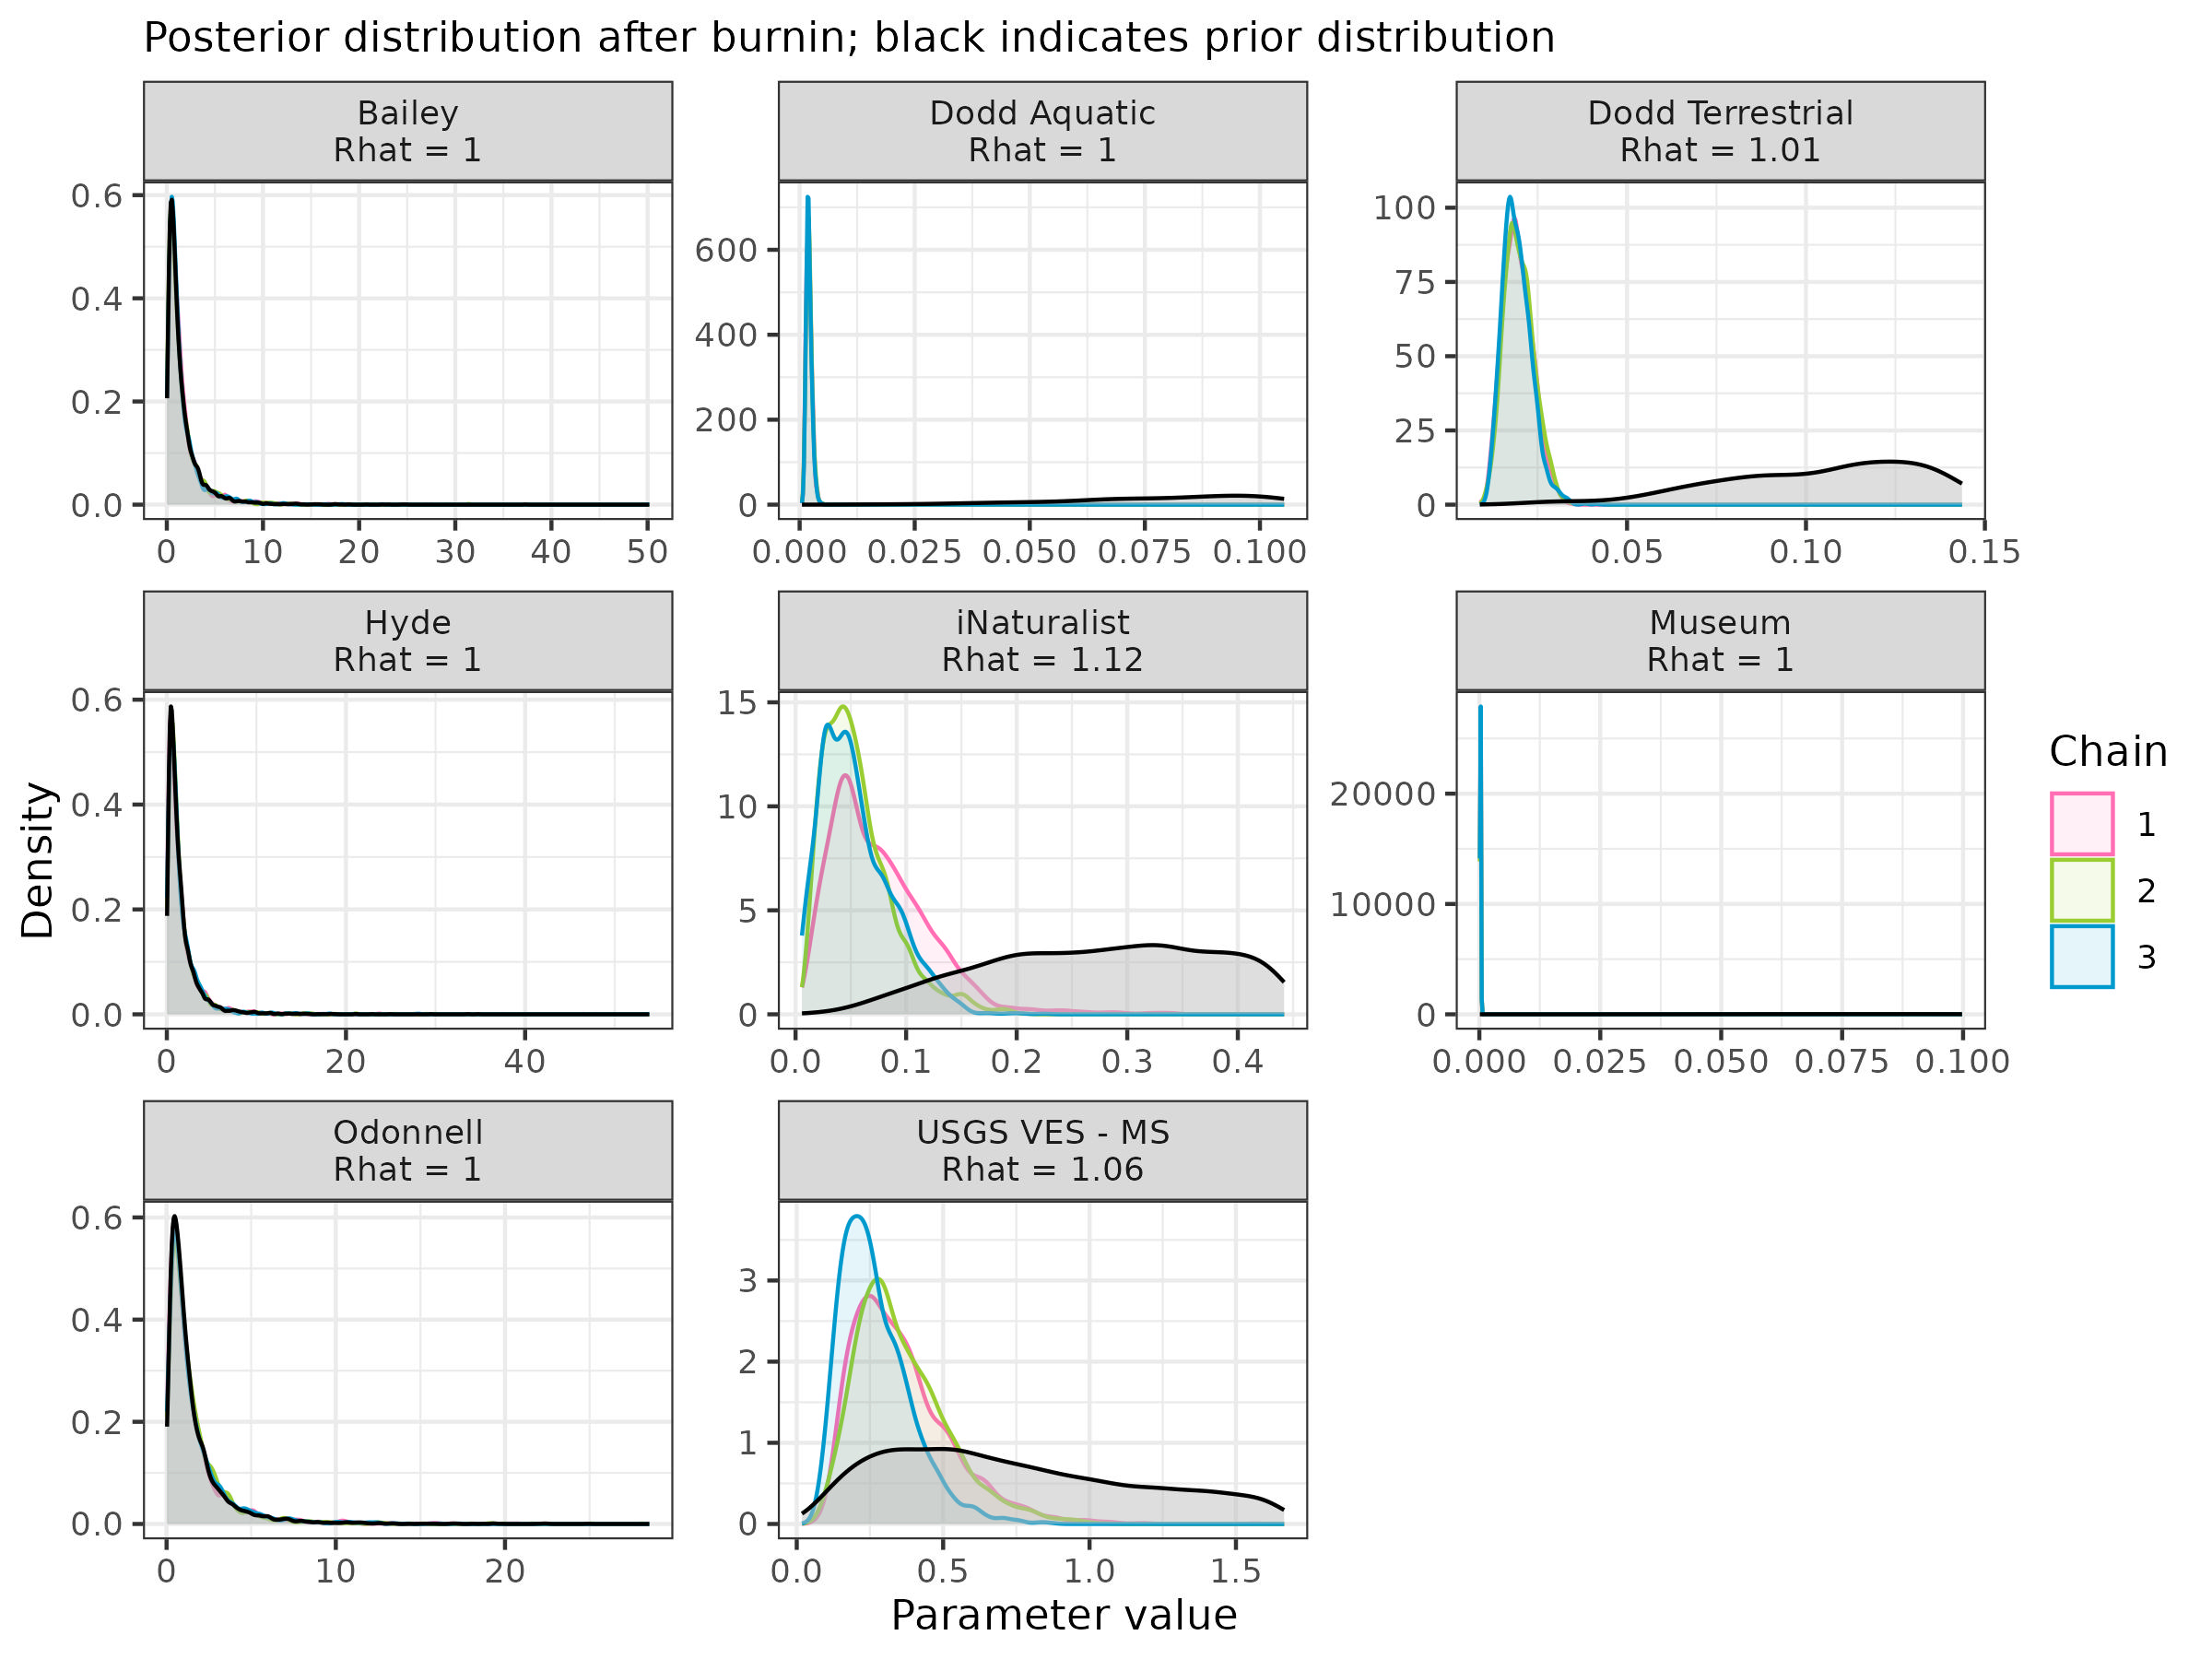 Posterior distribution after burnin; black indicates prior distribution
Bailey
Rhat = 1
0.6
0.4
0.2
0.0
0 10 20 30 40 50
Dodd Aquatic
Rhat = 1
600
400
200
0
0.000 0.025 0.050 0.075 0.100
Dodd Terrestrial
Rhat = 1.01
100
75
50
25
0
0.05 0.10 0.15
Hyde
Rhat = 1
0.6
0.4
0.2
0.0
0 20 40
iNaturalist
Rhat = 1.12
15
10
5
0
0.0 0.1 0.2 0.3 0.4
Museum
Rhat = 1
20000
10000
0
0.000 0.025 0.050 0.075 0.100
Odonnell
Rhat = 1
0.6
0.4
0.2
0.0
0 10 20
USGS VES - MS
Rhat = 1.06
3
2
1
0
0.0 0.5 1.0 1.5
Density
Parameter value
Chain
1
2
3